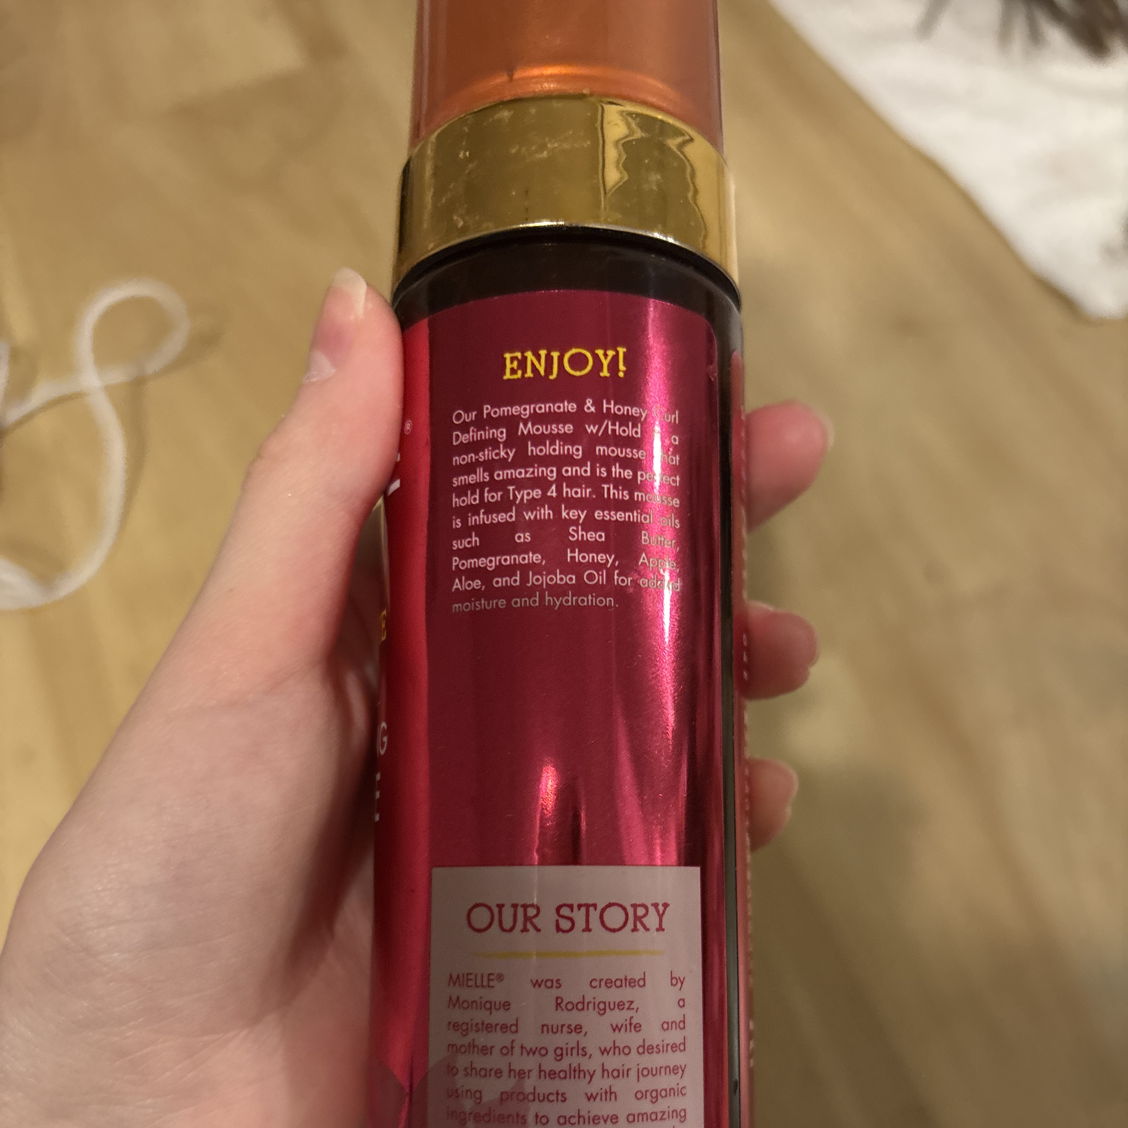 ENJOY!
Our Pomegranate & Honey Curl
Defining Mousse w/Hold is a
non-sticky holding mousse that
smells amazing and is the perfect
hold for Type 4 hair. This mousse
is infused with key essential oils
such as Shea Butter,
Pomegranate, Honey, Apple,
Aloe, and Jojoba Oil for added
moisture and hydration.
OUR STORY
MIELLE® was created by
Monique Rodriguez, a
registered nurse, wife and
mother of two girls, who desired
to share her healthy hair journey
using products with organic
ingredients to achieve amazing